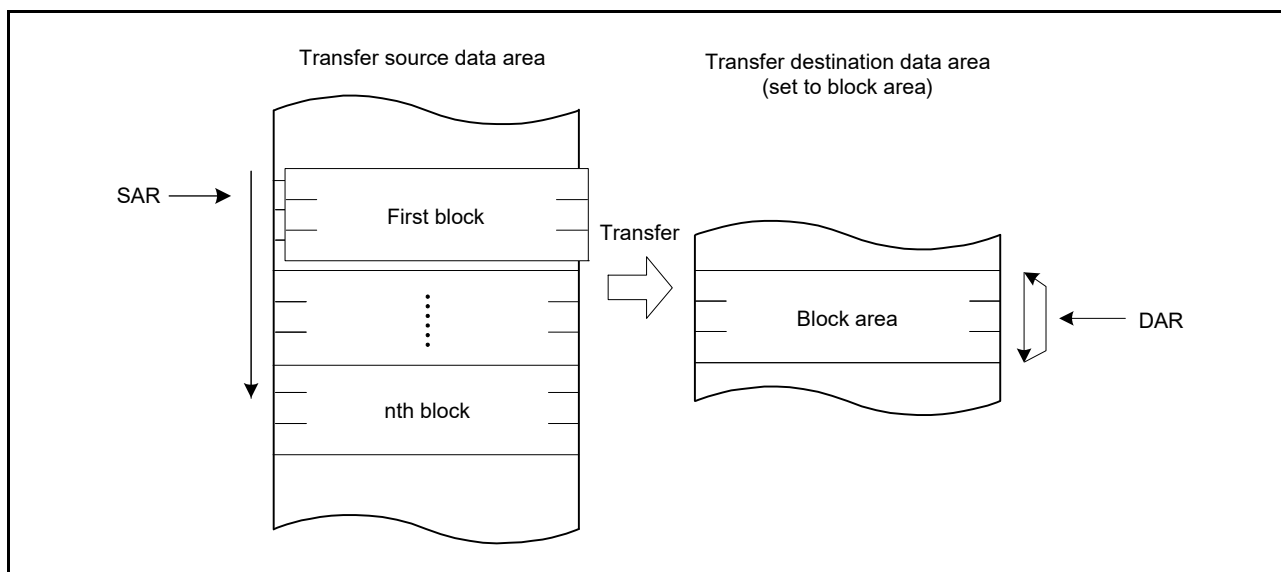 Transfer source data area
Transfer destination data area
(set to block area)
SAR
First block
Transfer
Block area
DAR
nth block